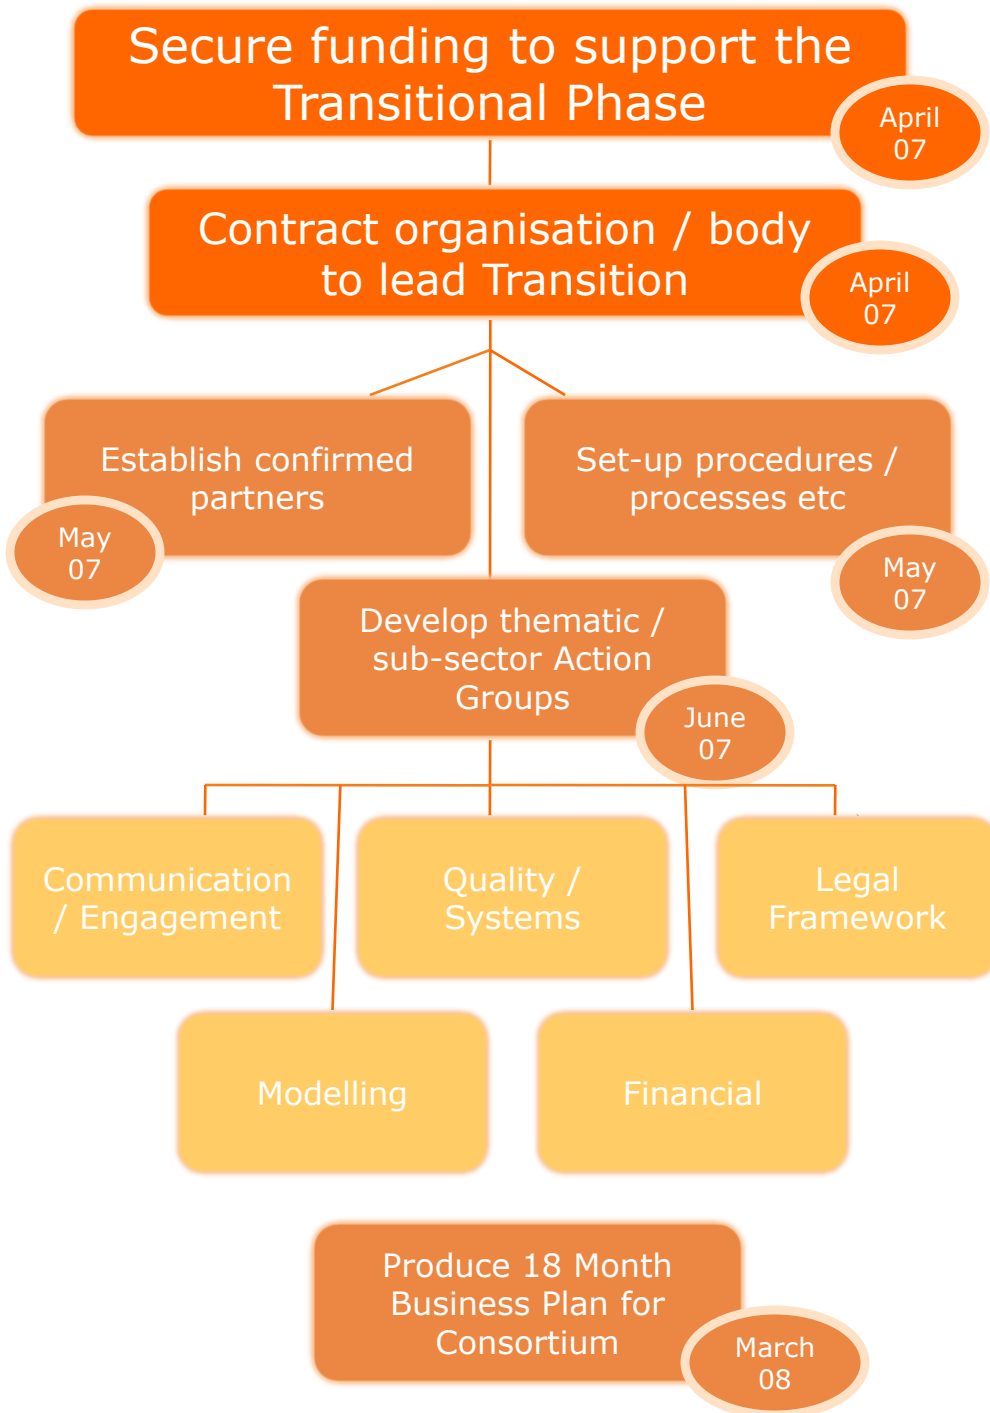 Secure funding to support the
Transitional Phase
April
07
Contract organisation / body
to lead Transition
April
07
Establish confirmed
partners
May
07
Set-up procedures /
processes etc
May
07
Develop thematic /
sub-sector Action
Groups
June
07
Communication
/ Engagement
Quality /
Systems
Legal
Framework
Modelling
Financial
Produce 18 Month
Business Plan for
Consortium
March
08